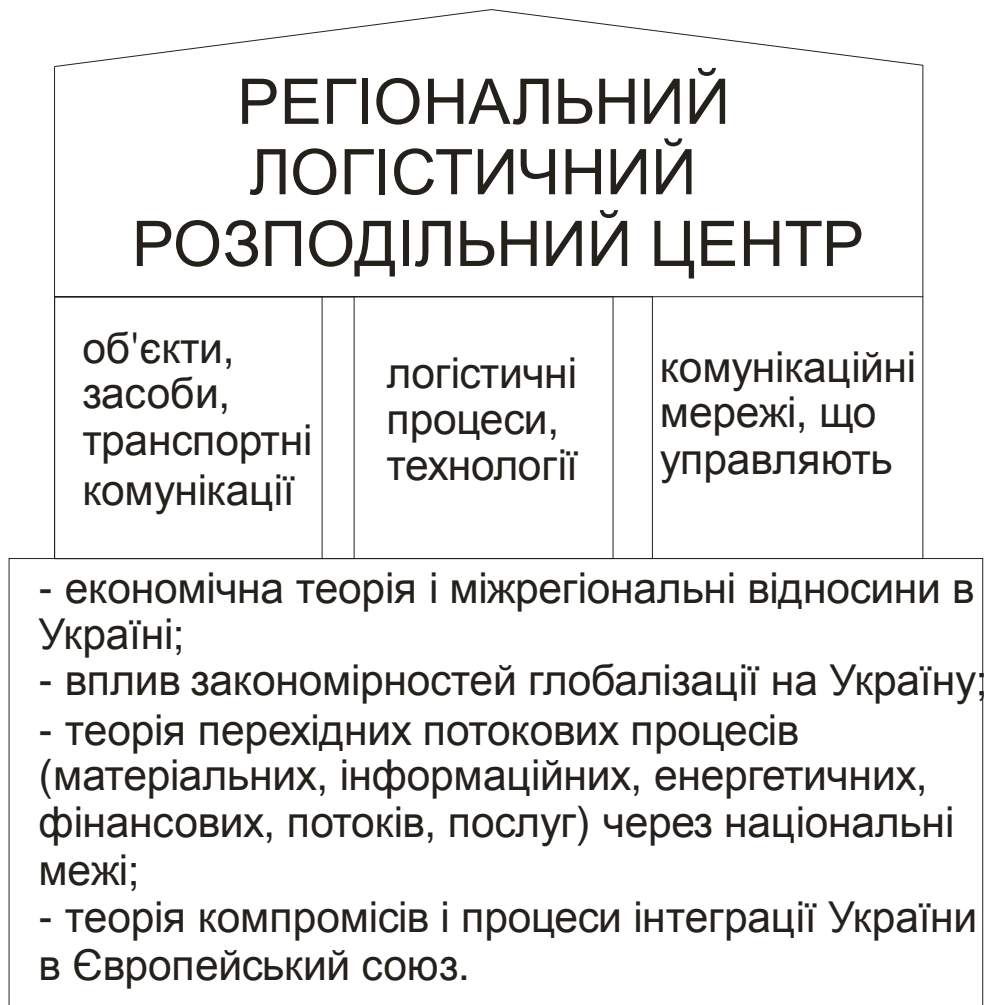 РЕГІОНАЛЬНИЙ
ЛОГІСТИЧНИЙ
РОЗПОДІЛЬНИЙ ЦЕНТР
об'єкти,
засоби,
транспортні
комунікації
логістичні
процеси,
технології
комунікаційні
мережі, що
управляють
- економічна теорія і міжрегіональні відносини в
Україні;
- вплив закономірностей глобалізації на Україну;
- теорія перехідних потокових процесів
(матеріальних, інформаційних, енергетичних,
фінансових, потоків, послуг) через національні
межі;
- теорія компромісів і процеси інтеграції України
в Європейський союз.